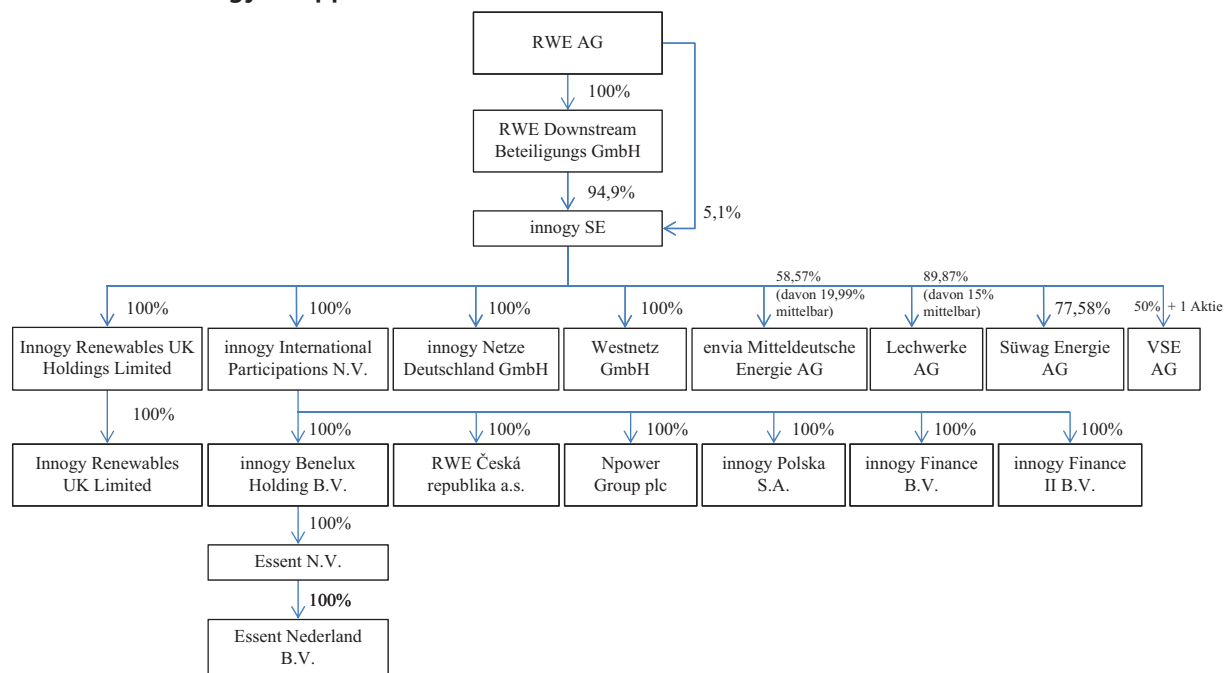 RWE AG
100%
RWE Downstream
Beteiligungs GmbH
94,9%
5,1%
innogy SE
100%
100%
100%
100%
58,57%
(davon 19,99%
mittelbar)
89,87%
(davon 15%
mittelbar)
77,58%
50% + 1 Aktie
Innogy Renewables UK
Holdings Limited
innogy International
Participations N.V.
innogy Netze
Deutschland GmbH
Westnetz
GmbH
envia Mitteldeutsche
Energie AG
Lechwerke
AG
Süwag Energie
AG
VSE
AG
100%
100%
100%
100%
100%
100%
100%
Innogy Renewables
UK Limited
innogy Benelux
Holding B.V.
RWE Česká
republika a.s.
Npower
Group plc
innogy Polska
S.A.
innogy Finance
B.V.
innogy Finance
II B.V.
100%
Essent N.V.
100%
Essent Nederland
B.V.